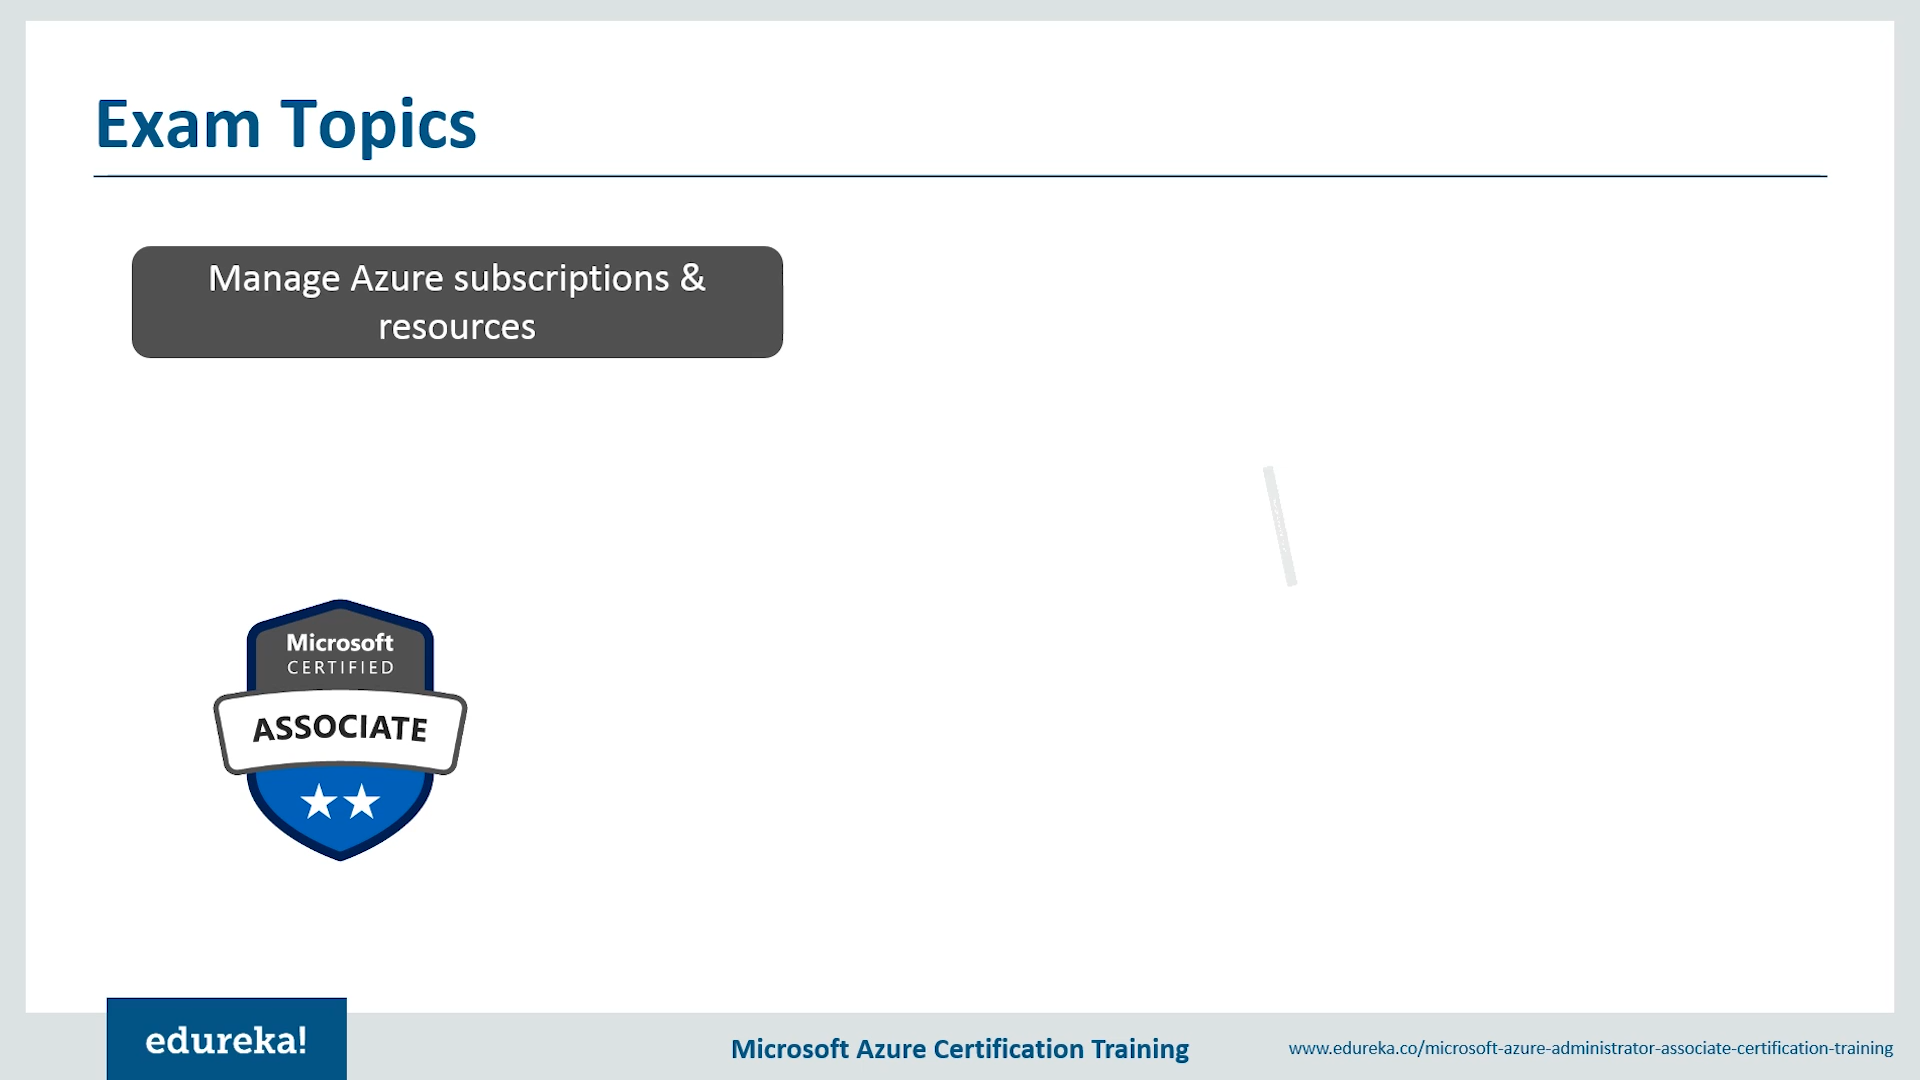 Exam Topics
Manage Azure subscriptions &
resources
Microsoft
CERTIFIED
ASSOCIATE
edureka!
Microsoft Azure Certification Training
www.edureka.co/microsoft-azure-administrator-associate-certification-training